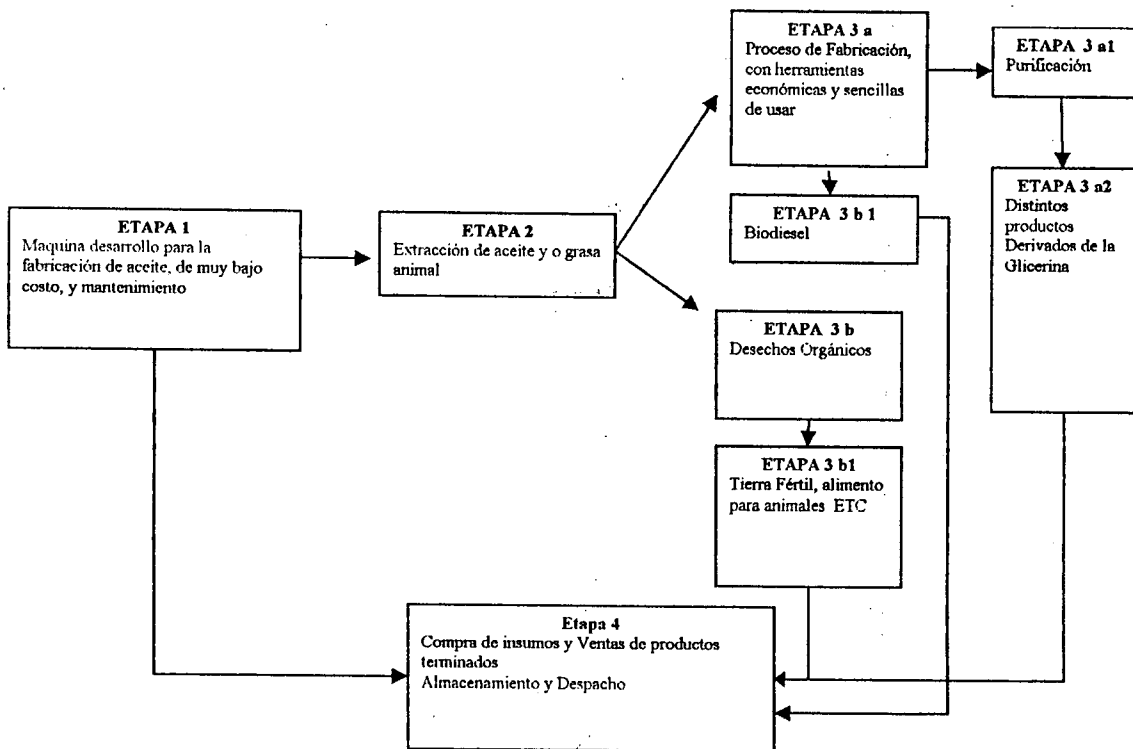 ETAPA 1
Maquina desarrollo para la
fabricación de aceite, de muy bajo
costo, y mantenimiento
ETAPA 2
Extracción de aceite y o grasa
animal
ETAPA 3 a
Proceso de Fabricación,
con herramientas
económicas y sencillas
de usar
ETAPA 3 a1
Purificación
ETAPA 3 a2
Distintos
productos
Derivados de la
Glicerina
ETAPA 3 b 1
Biodiesel
ETAPA 3 b
Desechos Orgánicos
ETAPA 3 b1
Tierra Fértil, alimento
para animales ETC
Etapa 4
Compra de insumos y Ventas de productos
terminados
Almacenamiento y Despacho